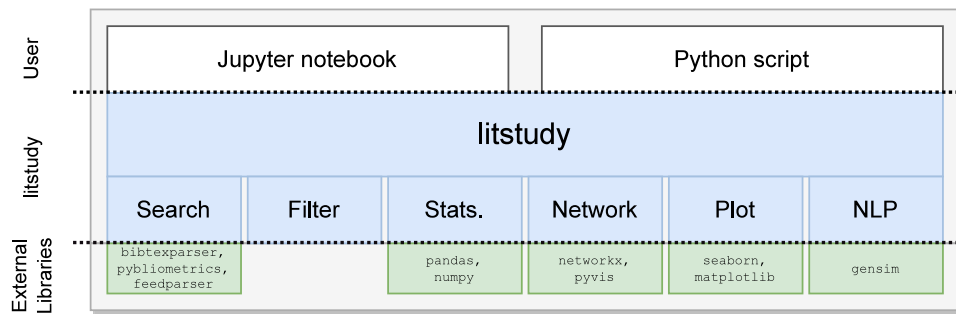 User
Jupyter notebook
Python script
litstudy
litstudy
Search
Filter
Stats.
Network
Plot
NLP
External
Libraries
bibtexparser,
pybliometrics,
feedparser
pandas,
numpy
networkx,
pyvis
seaborn,
matplotlib
gensim